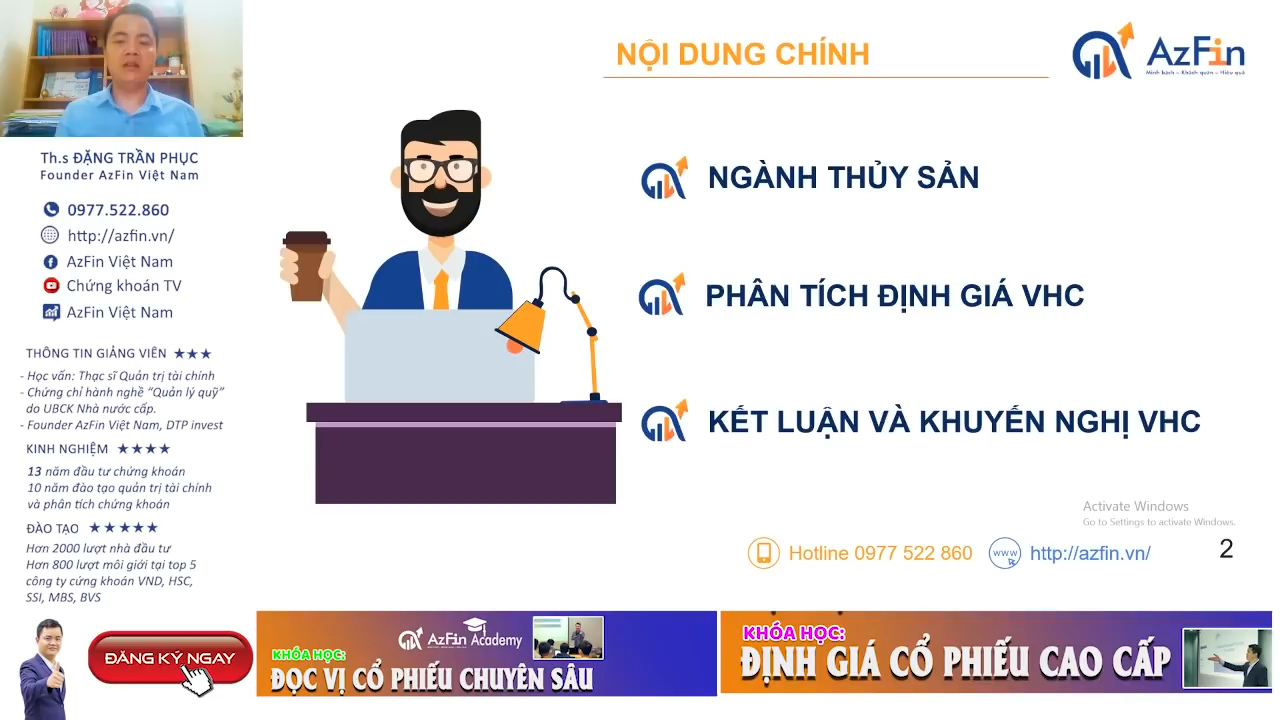 Th.s ĐẶNG TRẦN PHỤC
Founder AzFin Việt Nam
0977.522.860
http://azfin.vn/
AzFin Việt Nam
Chứng khoán TV
AzFin Việt Nam
THÔNG TIN GIẢNG VIÊN ★★★
- Học vấn: Thạc sĩ Quản trị tài chính
- Chứng chỉ hành nghề “Quản lý quỹ”
do UBCK Nhà nước cấp.
- Founder AzFin Việt Nam, DTP invest
KINH NGHIỆM ★★★★
13 năm đầu tư chứng khoán
10 năm đào tạo quản trị tài chính
và phân tích chứng khoán
ĐÀO TẠO ★★★★★
Hơn 2000 lượt nhà đầu tư
Hơn 800 lượt môi giới tại top 5
công ty cứng khoán VND, HSC,
SSI, MBS, BVS
ĐĂNG KÝ NGAY
NỘI DUNG CHÍNH
AzFin
Minh bạch – Khách quan – Hiệu quả
NGÀNH THỦY SẢN
PHÂN TÍCH ĐỊNH GIÁ VHC
KẾT LUẬN VÀ KHUYẾN NGHỊ VHC
Activate Windows
Go to Settings to activate Windows.
Hotline 0977 522 860
www
http://azfin.vn/
2
AzFin Academy
KHÓA HỌC:
ĐỌC VỊ CỔ PHIẾU CHUYÊN SÂU
KHÓA HỌC:
ĐỊNH GIÁ CỔ PHIẾU CAO CẤP